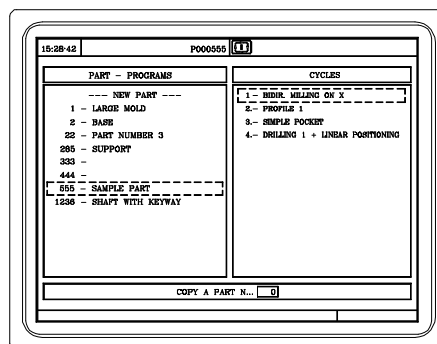 15:28:42 P000555
PART - PROGRAMS
--- NEW PART ---
1 - LARGE MOLD
2 - BASE
22 - PART NUMBER 3
285 - SUPPORT
333 -
444 -
555 - SAMPLE PART
1236 - SHAFT WITH KEYWAY
CYCLES
1 - BIDIR. MILLING ON X
2.- PROFILE 1
3.- SIMPLE POCKET
4.- DRILLING 1 + LINEAR POSITIONING
COPY A PART N... 0